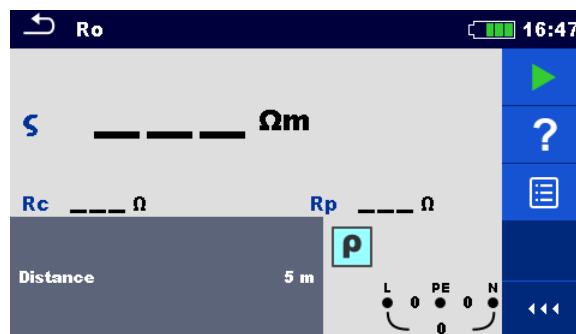 Ro 16:47
ς ___ Ωm
?
Rc ___ Ω Rp ___ Ω
ρ
Distance 5 m
L PE N
0 0
0